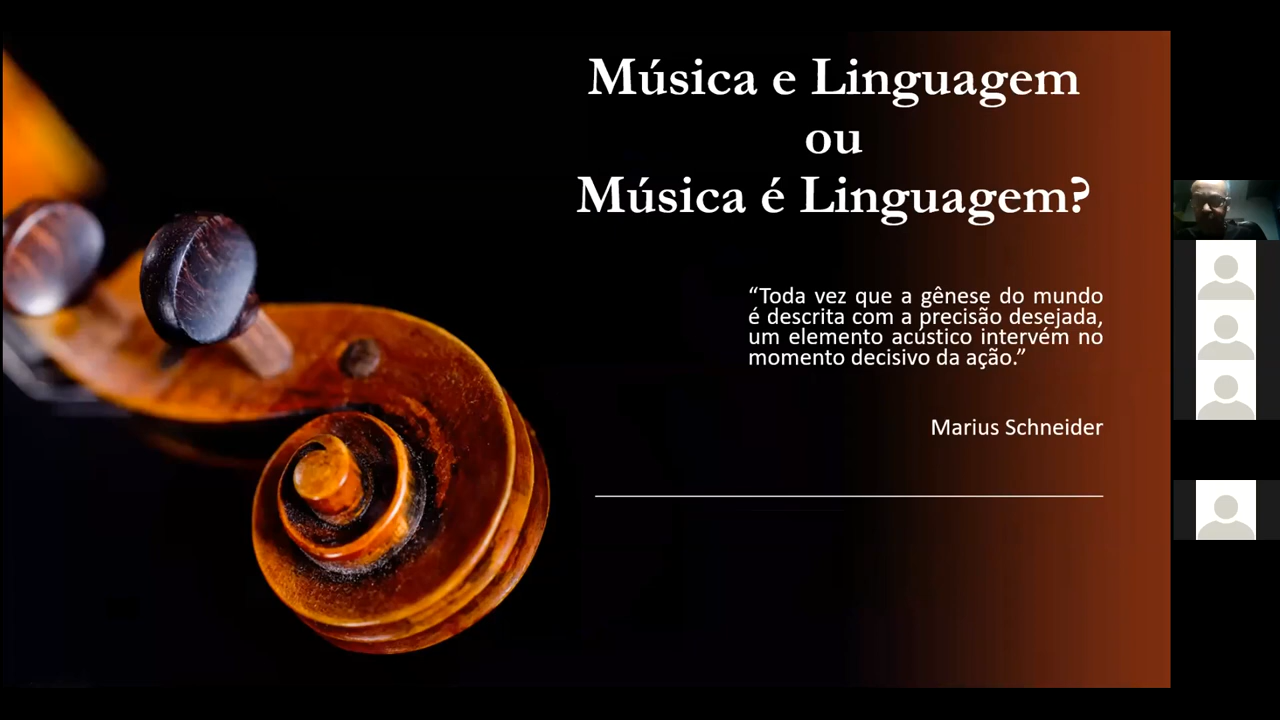 Música e Linguagem
ou
Música é Linguagem?
“Toda vez que a gênese do mundo
é descrita com a precisão desejada,
um elemento acústico intervém no
momento decisivo da ação.”
Marius Schneider